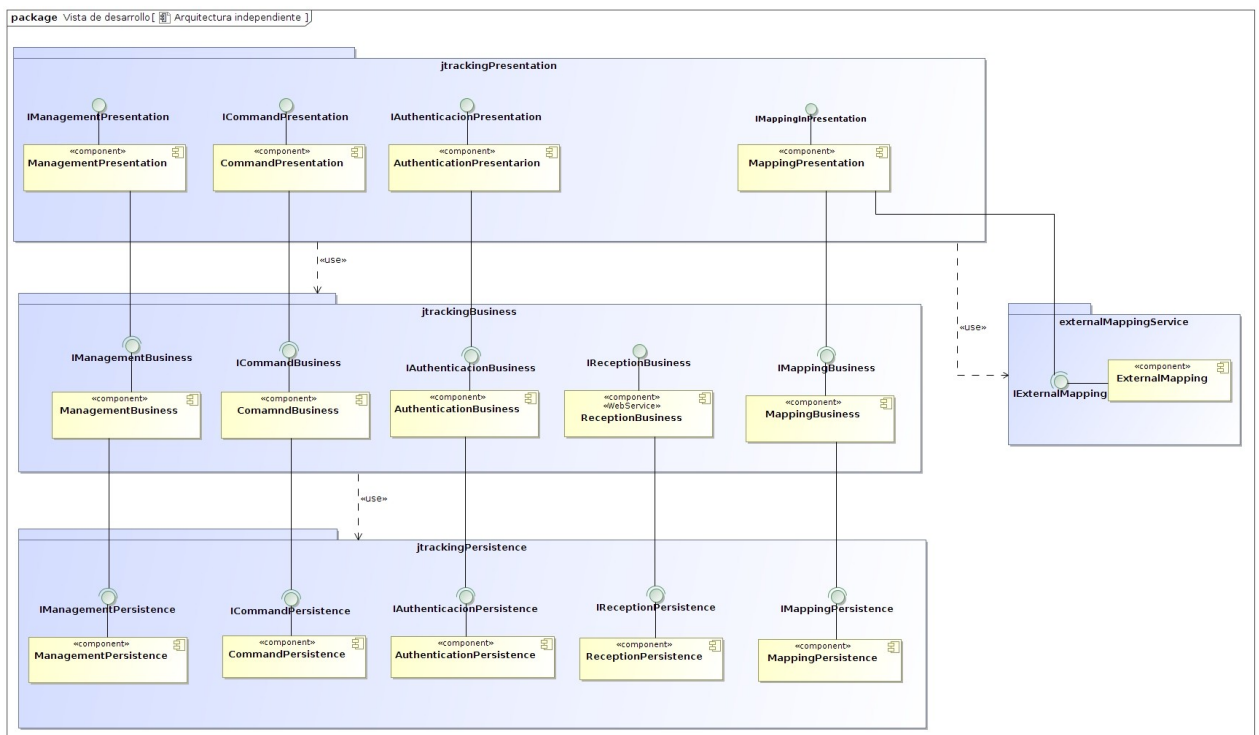 package Vista de desarrollo[ Arquitectura independiente ]
jtrackingPresentation
IManagementPresentation
ICommandPresentation
IAuthenticacionPresentation
IMappingInPresentation
«component»
ManagementPresentation
«component»
CommandPresentation
«component»
AuthenticationPresentarion
«component»
MappingPresentation
«use»
«use»
jtrackingBusiness
IManagementBusiness
ICommandBusiness
IAuthenticacionBusiness
IReceptionBusiness
IMappingBusiness
«component»
ManagementBusiness
«component»
ComamndBusiness
«component»
AuthenticationBusiness
«component»
«WebService»
ReceptionBusiness
«component»
MappingBusiness
externalMappingService
«component»
ExternalMapping
IExternalMapping
«use»
jtrackingPersistence
IManagementPersistence
ICommandPersistence
IAuthenticacionPersistence
IReceptionPersistence
IMappingPersistence
«component»
ManagementPersistence
«component»
CommandPersistence
«component»
AuthenticationPersistence
«component»
ReceptionPersistence
«component»
MappingPersistence